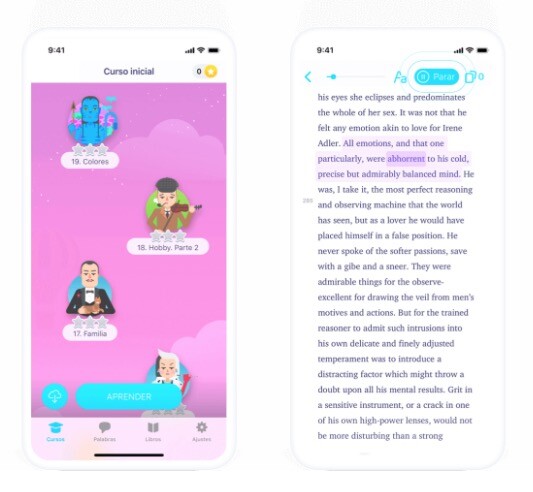 9:41
Curso inicial
0
19. Colores
18. Hobby. Parte 2
17. Familia
APRENDER
Cursos
Palabras
Libros
Ajustes
9:41
Aa
Parar
0
his eyes she eclipses and predominates
the whole of her sex. It was not that he
felt any emotion akin to love for Irene
Adler. All emotions, and that one
particularly, were abhorrent to his cold,
precise but admirably balanced mind. He
was, I take it, the most perfect reasoning
and observing machine that the world
has seen, but as a lover he would have
placed himself in a false position. He
never spoke of the softer passions, save
with a gibe and a sneer. They were
admirable things for the observe-
excellent for drawing the veil from men's
motives and actions. But for the trained
reasoner to admit such intrusions into
his own delicate and finely adjusted
temperament was to introduce a
distracting factor which might throw a
doubt upon all his mental results. Grit in
a sensitive instrument, or a crack in one
of his own high-power lenses, would not
be more disturbing than a strong